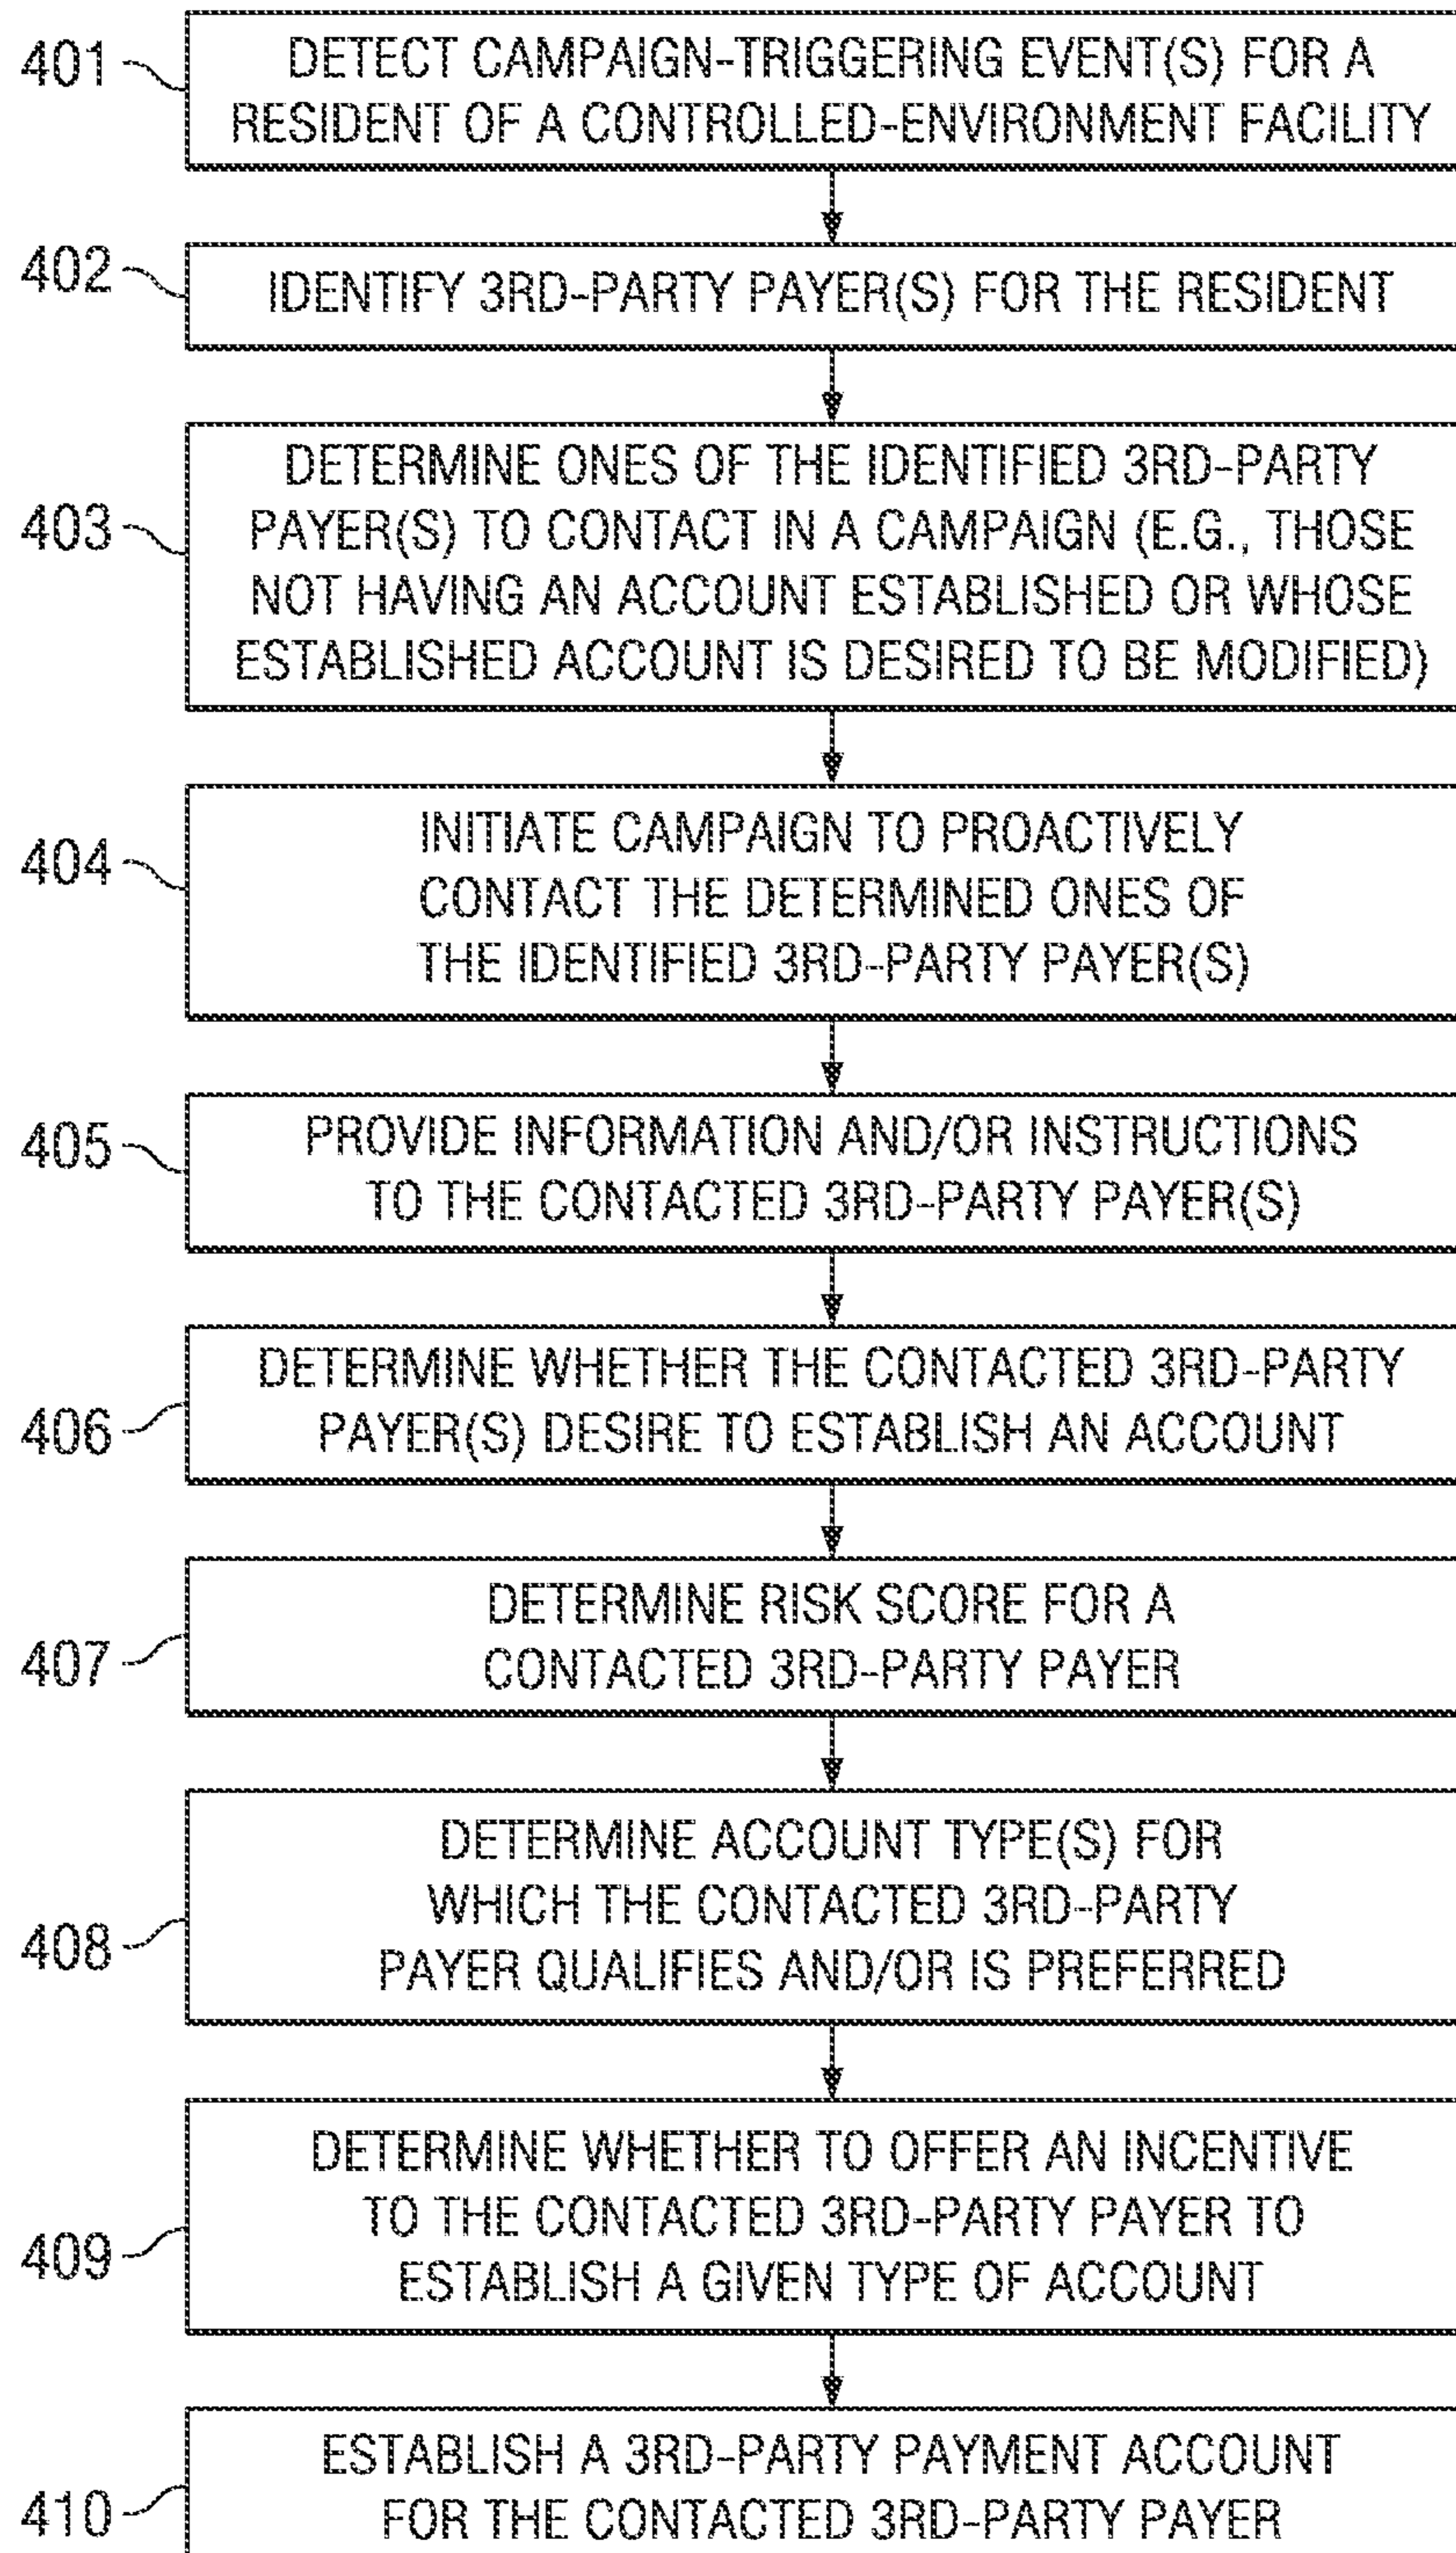 401
DETECT CAMPAIGN-TRIGGERING EVENT(S) FOR A
RESIDENT OF A CONTROLLED-ENVIRONMENT FACILITY
402
IDENTIFY 3RD-PARTY PAYER(S) FOR THE RESIDENT
403
DETERMINE ONES OF THE IDENTIFIED 3RD-PARTY
PAYER(S) TO CONTACT IN A CAMPAIGN (E.G., THOSE
NOT HAVING AN ACCOUNT ESTABLISHED OR WHOSE
ESTABLISHED ACCOUNT IS DESIRED TO BE MODIFIED)
404
INITIATE CAMPAIGN TO PROACTIVELY
CONTACT THE DETERMINED ONES OF
THE IDENTIFIED 3RD-PARTY PAYER(S)
405
PROVIDE INFORMATION AND/OR INSTRUCTIONS
TO THE CONTACTED 3RD-PARTY PAYER(S)
406
DETERMINE WHETHER THE CONTACTED 3RD-PARTY
PAYER(S) DESIRE TO ESTABLISH AN ACCOUNT
407
DETERMINE RISK SCORE FOR A
CONTACTED 3RD-PARTY PAYER
408
DETERMINE ACCOUNT TYPE(S) FOR
WHICH THE CONTACTED 3RD-PARTY
PAYER QUALIFIES AND/OR IS PREFERRED
409
DETERMINE WHETHER TO OFFER AN INCENTIVE
TO THE CONTACTED 3RD-PARTY PAYER TO
ESTABLISH A GIVEN TYPE OF ACCOUNT
410
ESTABLISH A 3RD-PARTY PAYMENT ACCOUNT
FOR THE CONTACTED 3RD-PARTY PAYER